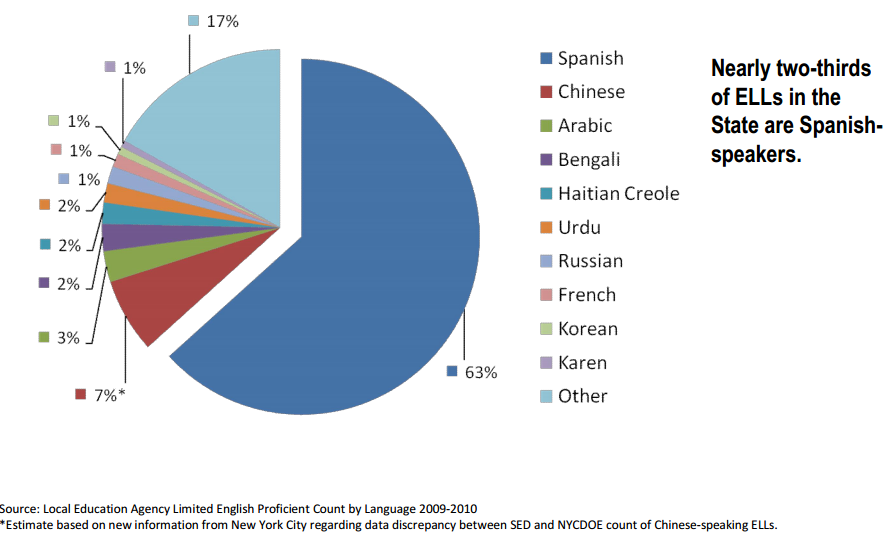 17%
1%
1%
1%
1%
2%
2%
2%
3%
7%*
63%
Spanish
Chinese
Arabic
Bengali
Haitian Creole
Urdu
Russian
French
Korean
Karen
Other
Nearly two-thirds
of ELLs in the
State are Spanish-
speakers.
Source: Local Education Agency Limited English Proficient Count by Language 2009-2010
*Estimate based on new information from New York City regarding data discrepancy between SED and NYCDOE count of Chinese-speaking ELLs.